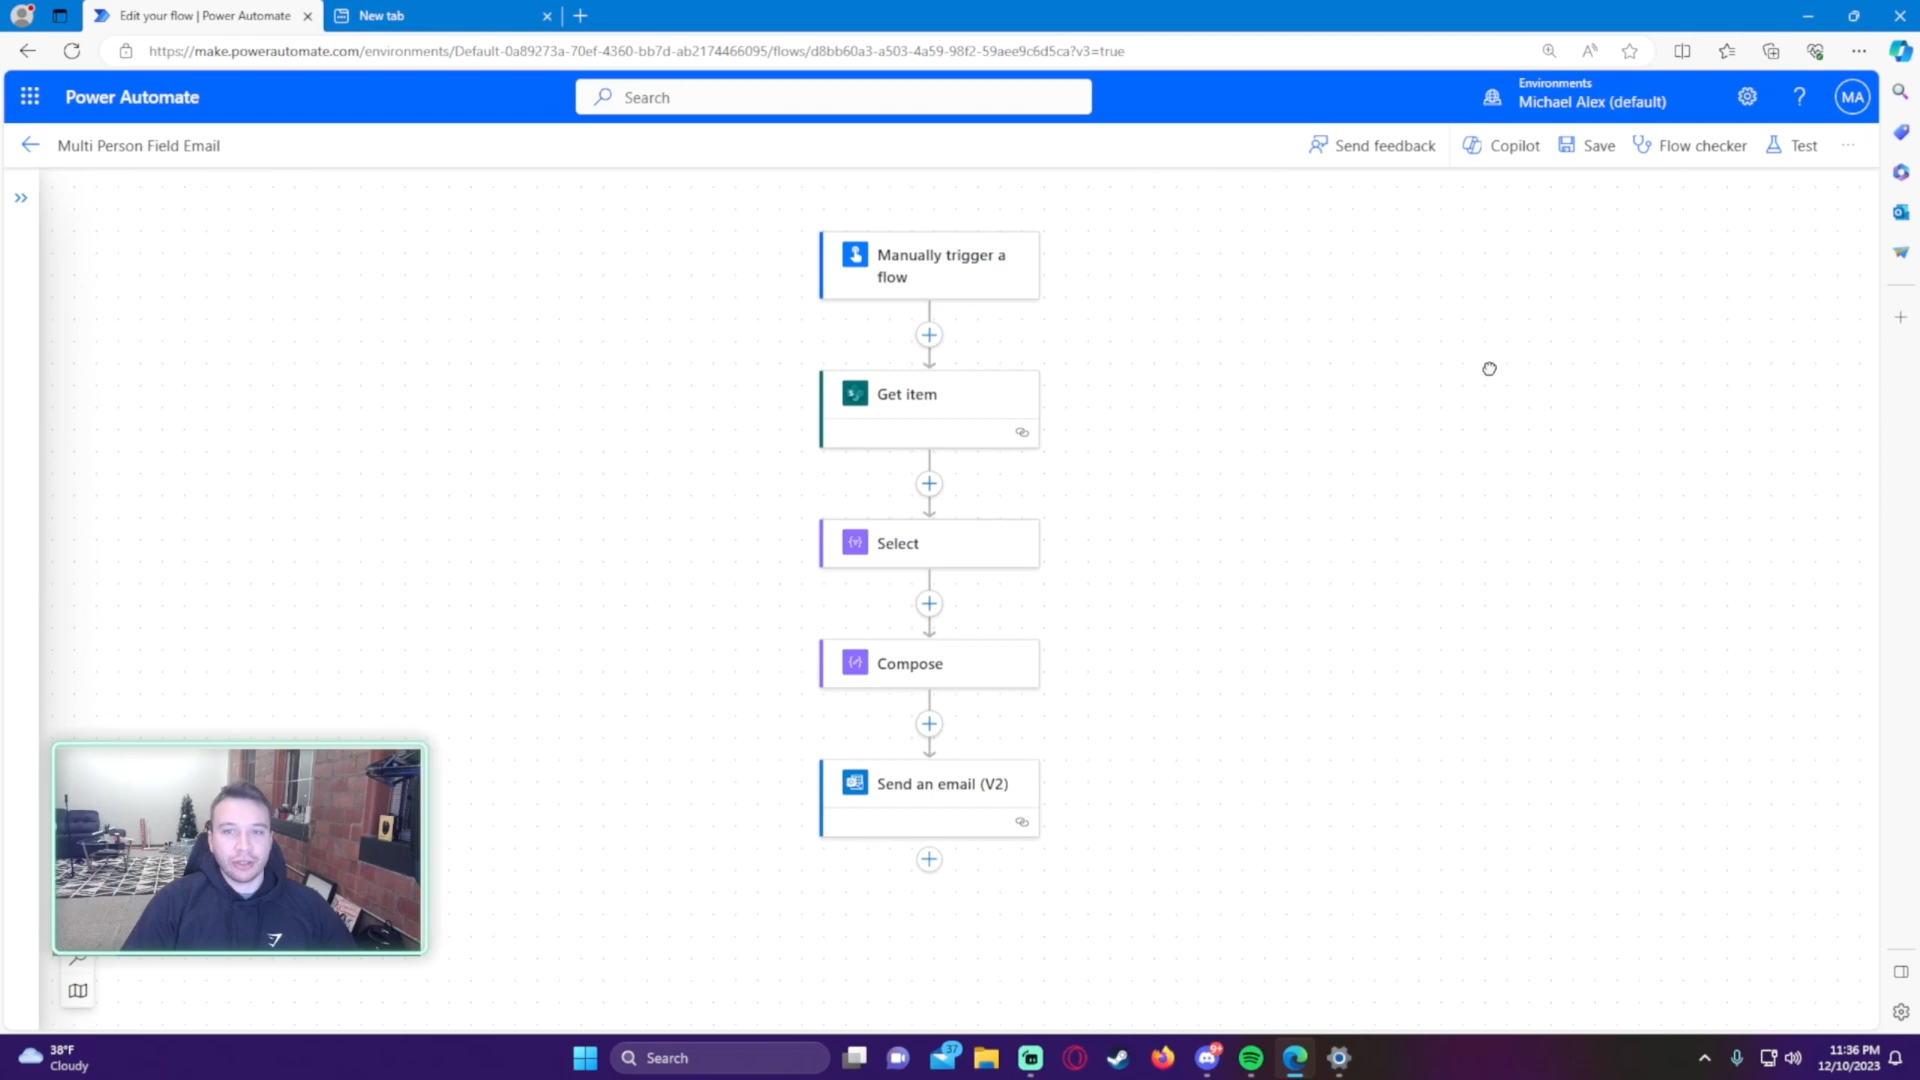 Edit your flow | Power Automate
New tab
https://make.powerautomate.com/environments/Default-0a89273a-70ef-4360-bb7d-ab2174466095/flows/d8bb60a3-a503-4a59-98f2-59aee9c6d5ca?v3=true
Power Automate
Search
Environments
Michael Alex (default)
?
MA
Multi Person Field Email
Send feedback
Copilot
Save
Flow checker
Test
Manually trigger a
flow
Get item
Select
Compose
Send an email (V2)
38°F
Cloudy
Search
37
9+
11:36 PM
12/10/2023